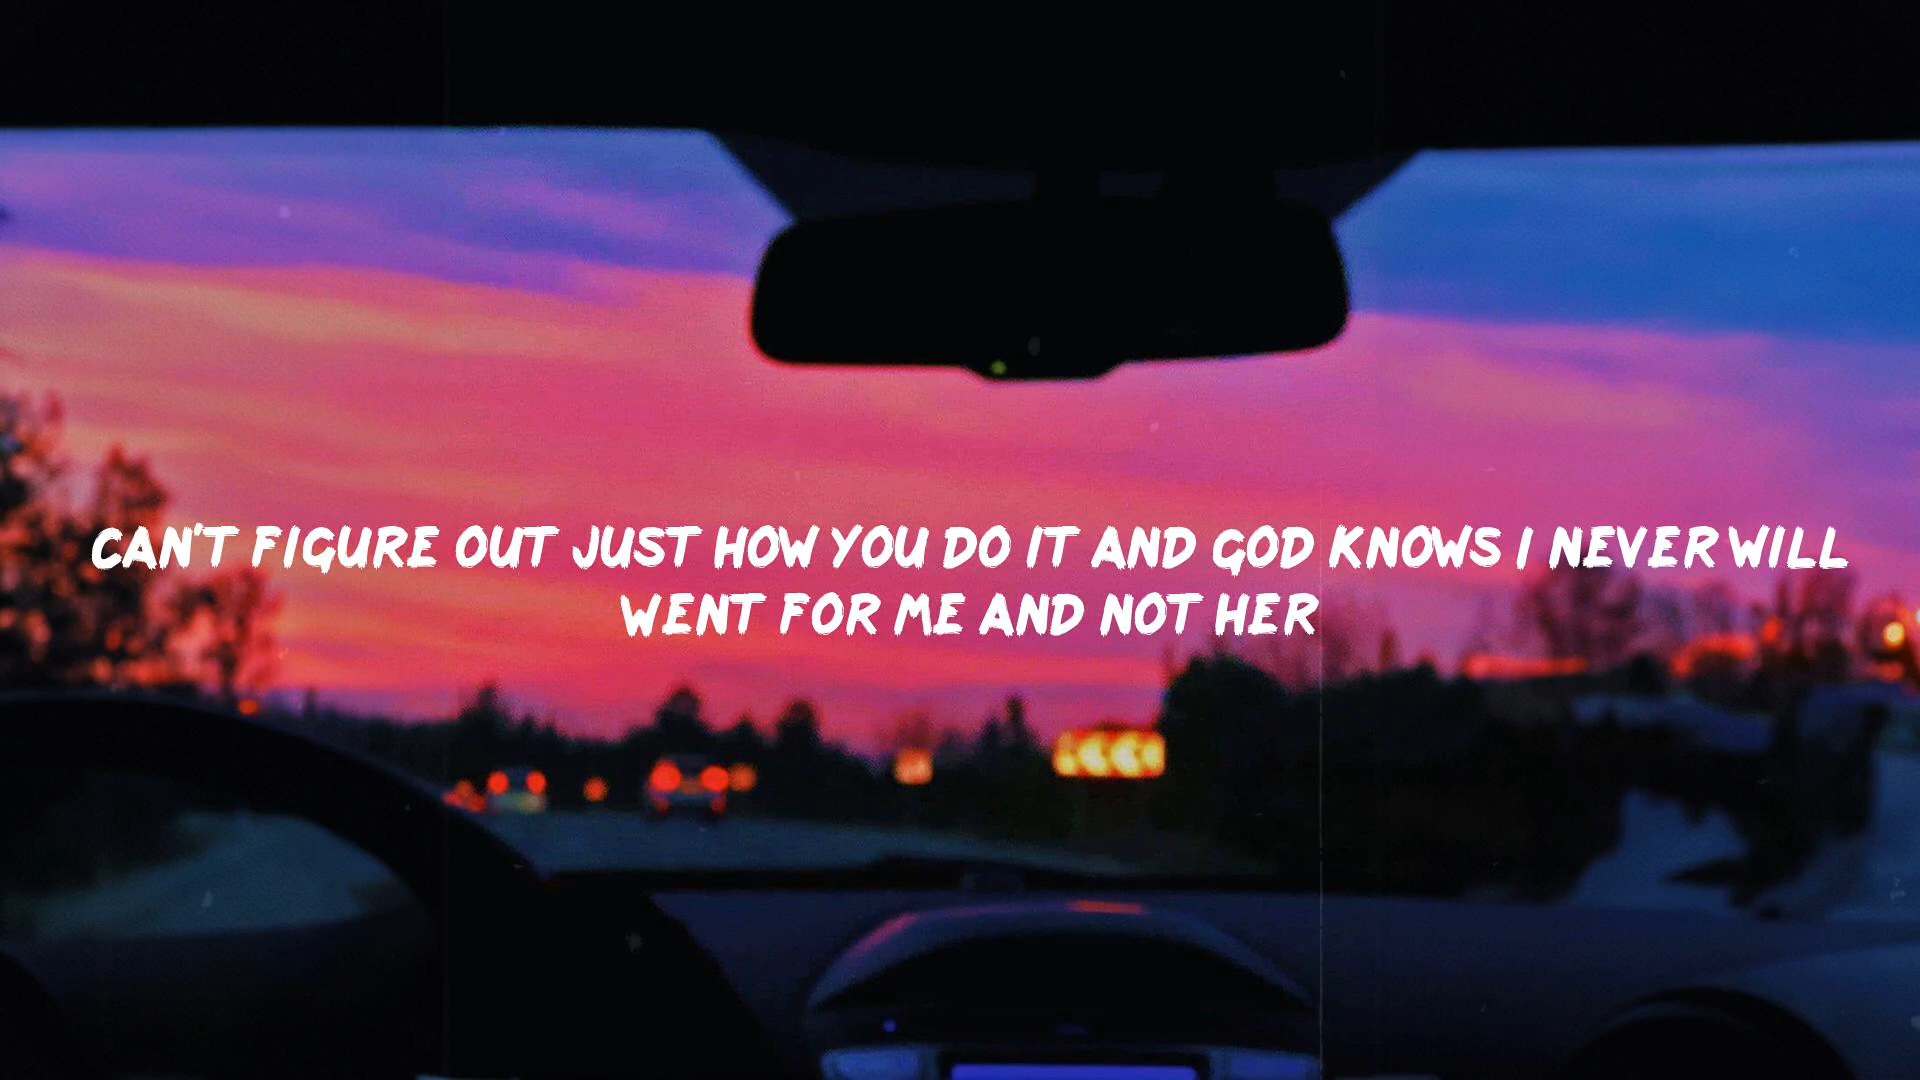 CAN'T FIGURE OUT JUST HOW YOU DO IT AND GOD KNOWS I NEVER WILL
WENT FOR ME AND NOT HER